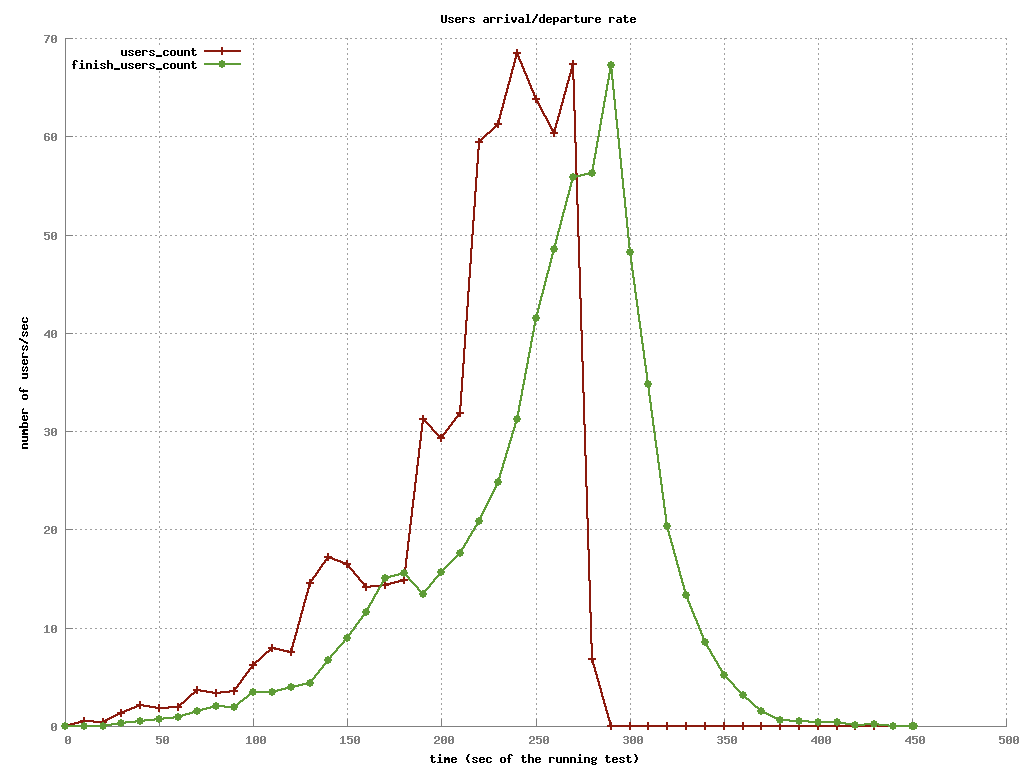 Users arrival/departure rate
users_count
finish_users_count
70
60
50
40
30
20
10
0
number of users/sec
0 50 100 150 200 250 300 350 400 450 500
time (sec of the running test)